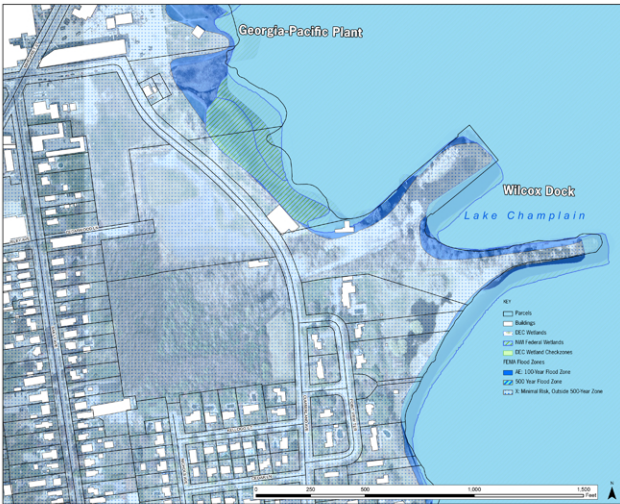 Georgia-Pacific Plant
Wilcox Dock
Lake Champlain
KEY
Parcels
Buildings
DEC Wetlands
NWI Federal Wetlands
DEC Wetland Checkzones
FEMA Flood Zones
AE: 100-Year Flood Zone
500 Year Flood Zone
X: Minimal Risk, Outside 500-Year Zone
0 250 500 1,000 1,500
Feet
N